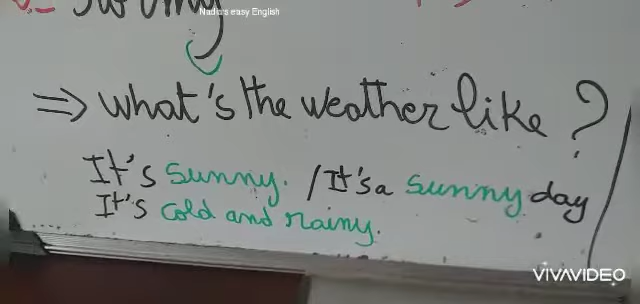 Nadia's easy English
⇒ What's the weather like ?
It's sunny. / It's a sunny day
It's cold and rainy.
VIVAVIDEO